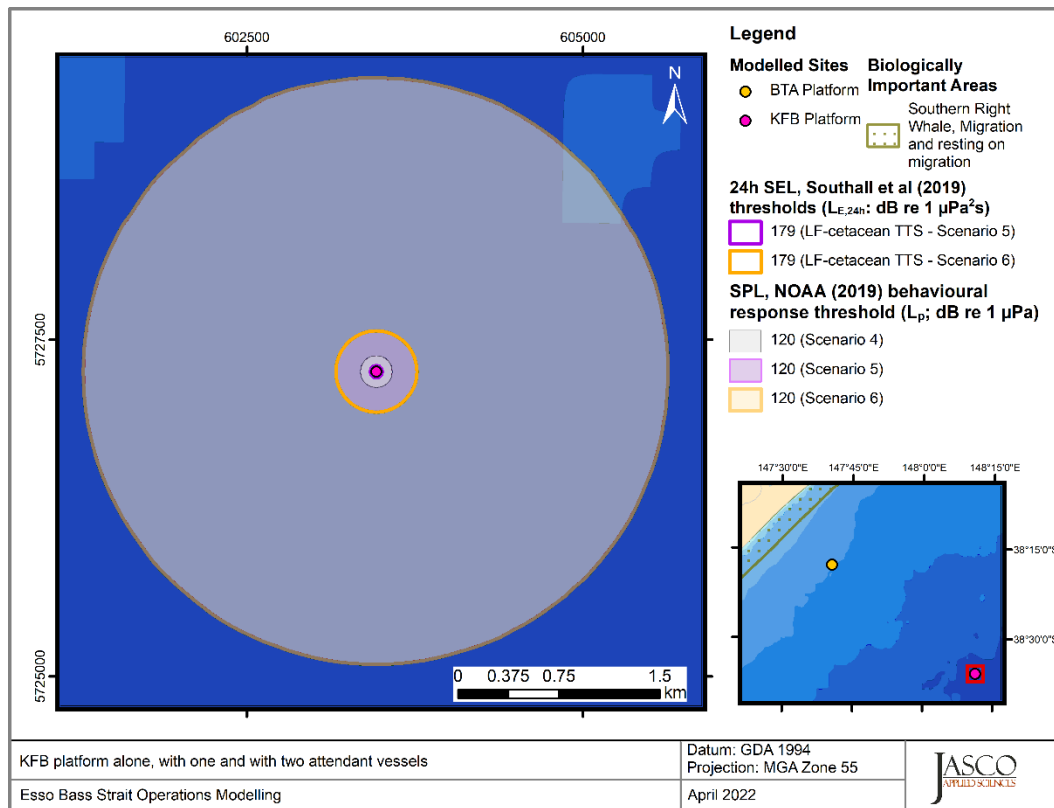 602500
605000
5727500
5725000
N
0 0.375 0.75 1.5
km
Legend
Modelled Sites
BTA Platform
KFB Platform
Biologically
Important Areas
Southern Right
Whale, Migration
and resting on
migration
24h SEL, Southall et al (2019)
thresholds (LE,24h: dB re 1 µPa²s)
179 (LF-cetacean TTS - Scenario 5)
179 (LF-cetacean TTS - Scenario 6)
SPL, NOAA (2019) behavioural
response threshold (Lp; dB re 1 µPa)
120 (Scenario 4)
120 (Scenario 5)
120 (Scenario 6)
147°30'0"E 147°45'0"E 148°0'0"E 148°15'0"E
38°15'0"S
38°30'0"S
KFB platform alone, with one and with two attendant vessels
Esso Bass Strait Operations Modelling
Datum: GDA 1994
Projection: MGA Zone 55
April 2022
JASCO
APPLIED SCIENCES